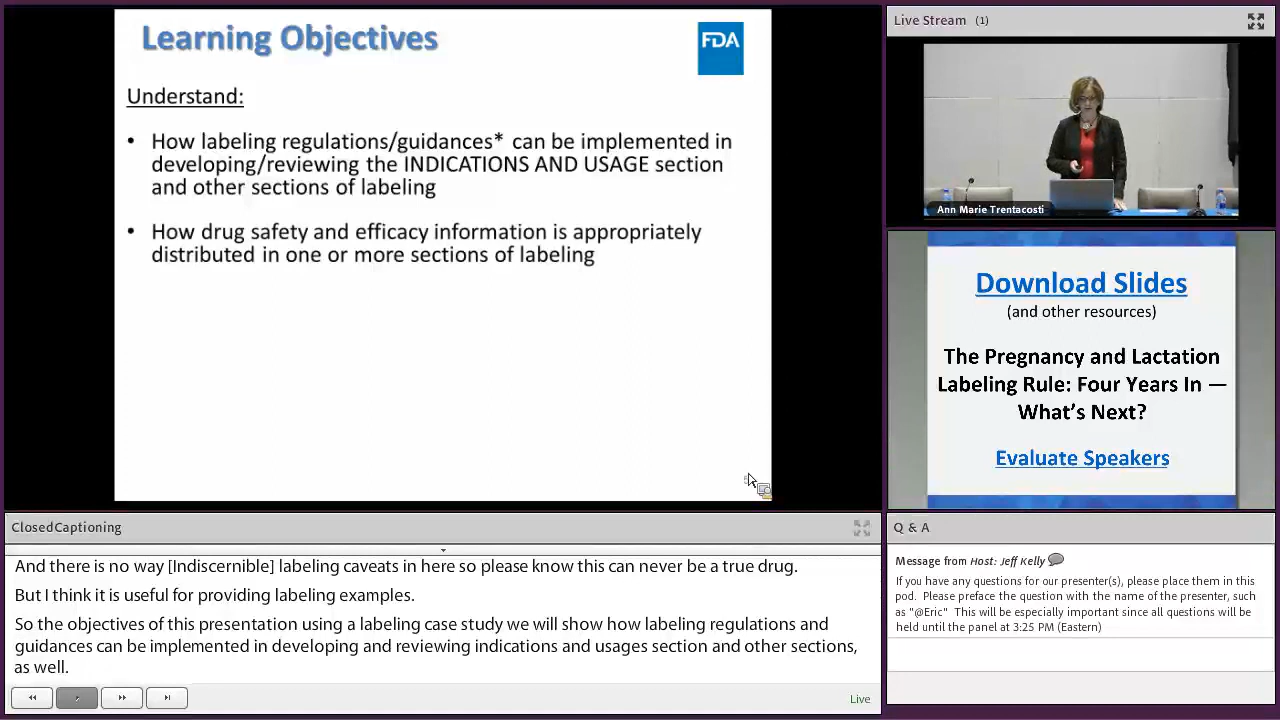 Learning Objectives
FDA
Understand:
• How labeling regulations/guidances* can be implemented in
developing/reviewing the INDICATIONS AND USAGE section
and other sections of labeling
• How drug safety and efficacy information is appropriately
distributed in one or more sections of labeling
Live Stream (1)
Ann Marie Trentacosti
Download Slides
(and other resources)
The Pregnancy and Lactation
Labeling Rule: Four Years In —
What's Next?
Evaluate Speakers
ClosedCaptioning
And there is no way [Indiscernible] labeling caveats in here so please know this can never be a true drug.
But I think it is useful for providing labeling examples.
So the objectives of this presentation using a labeling case study we will show how labeling regulations and
guidances can be implemented in developing and reviewing indications and usages section and other sections,
as well.
Live
Q & A
Message from Host: Jeff Kelly
If you have any questions for our presenter(s), please place them in this
pod. Please preface the question with the name of the presenter, such
as "@Eric" This will be especially important since all questions will be
held until the panel at 3:25 PM (Eastern)